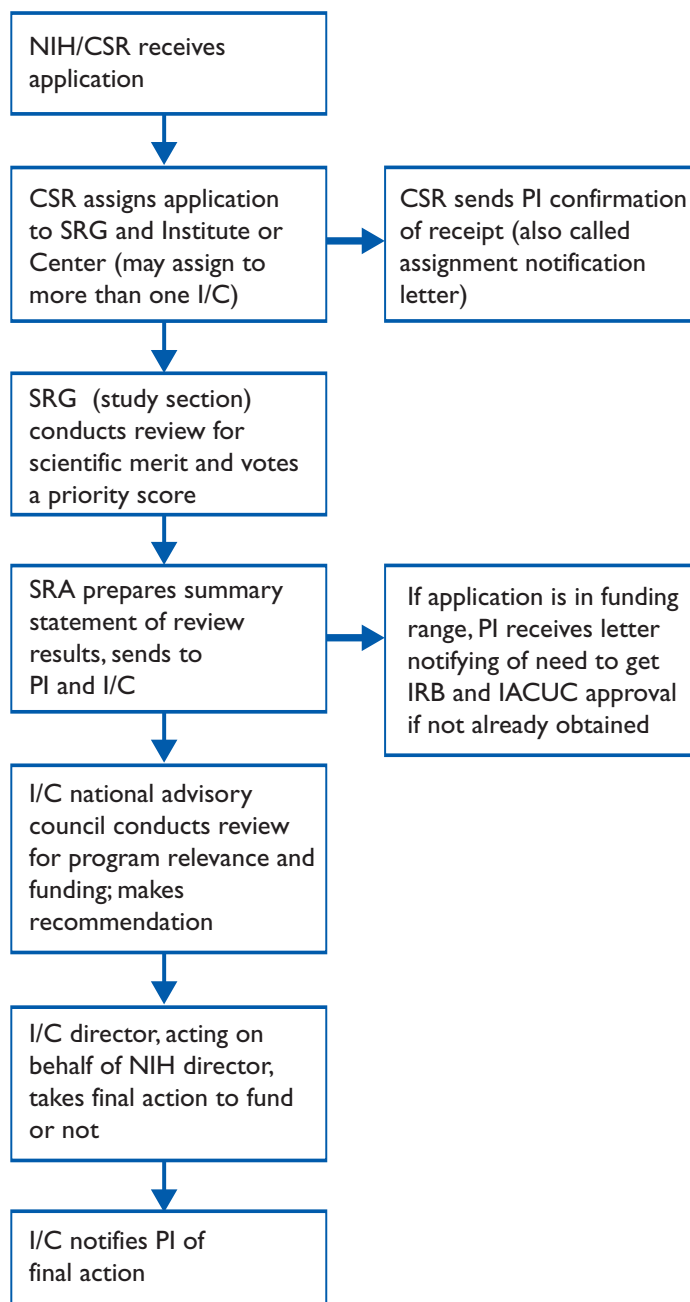 NIH/CSR receives
application
CSR assigns application
to SRG and Institute or
Center (may assign to
more than one I/C)
CSR sends PI confirmation
of receipt (also called
assignment notification
letter)
SRG (study section)
conducts review for
scientific merit and votes
a priority score
SRA prepares summary
statement of review
results, sends to
PI and I/C
If application is in funding
range, PI receives letter
notifying of need to get
IRB and IACUC approval
if not already obtained
I/C national advisory
council conducts review
for program relevance and
funding; makes
recommendation
I/C director, acting on
behalf of NIH director,
takes final action to fund
or not
I/C notifies PI of
final action